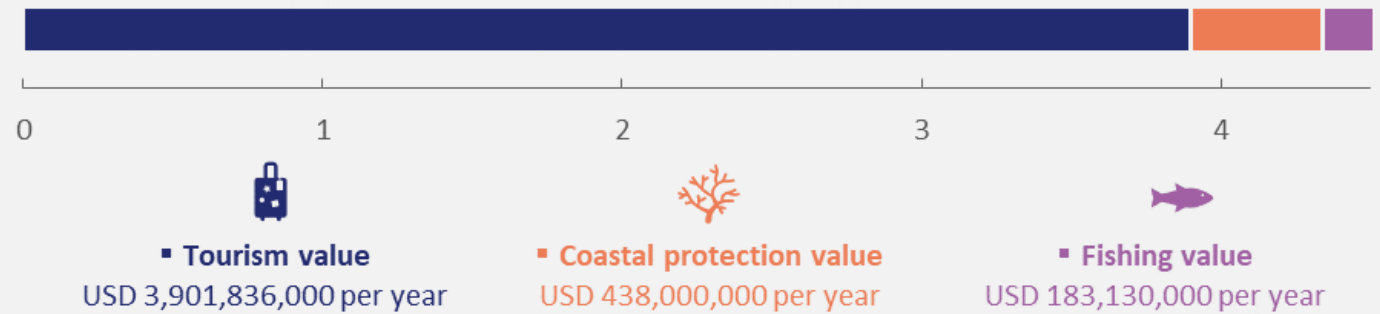 0 1 2 3 4
▪ Tourism value
USD 3,901,836,000 per year
▪ Coastal protection value
USD 438,000,000 per year
▪ Fishing value
USD 183,130,000 per year